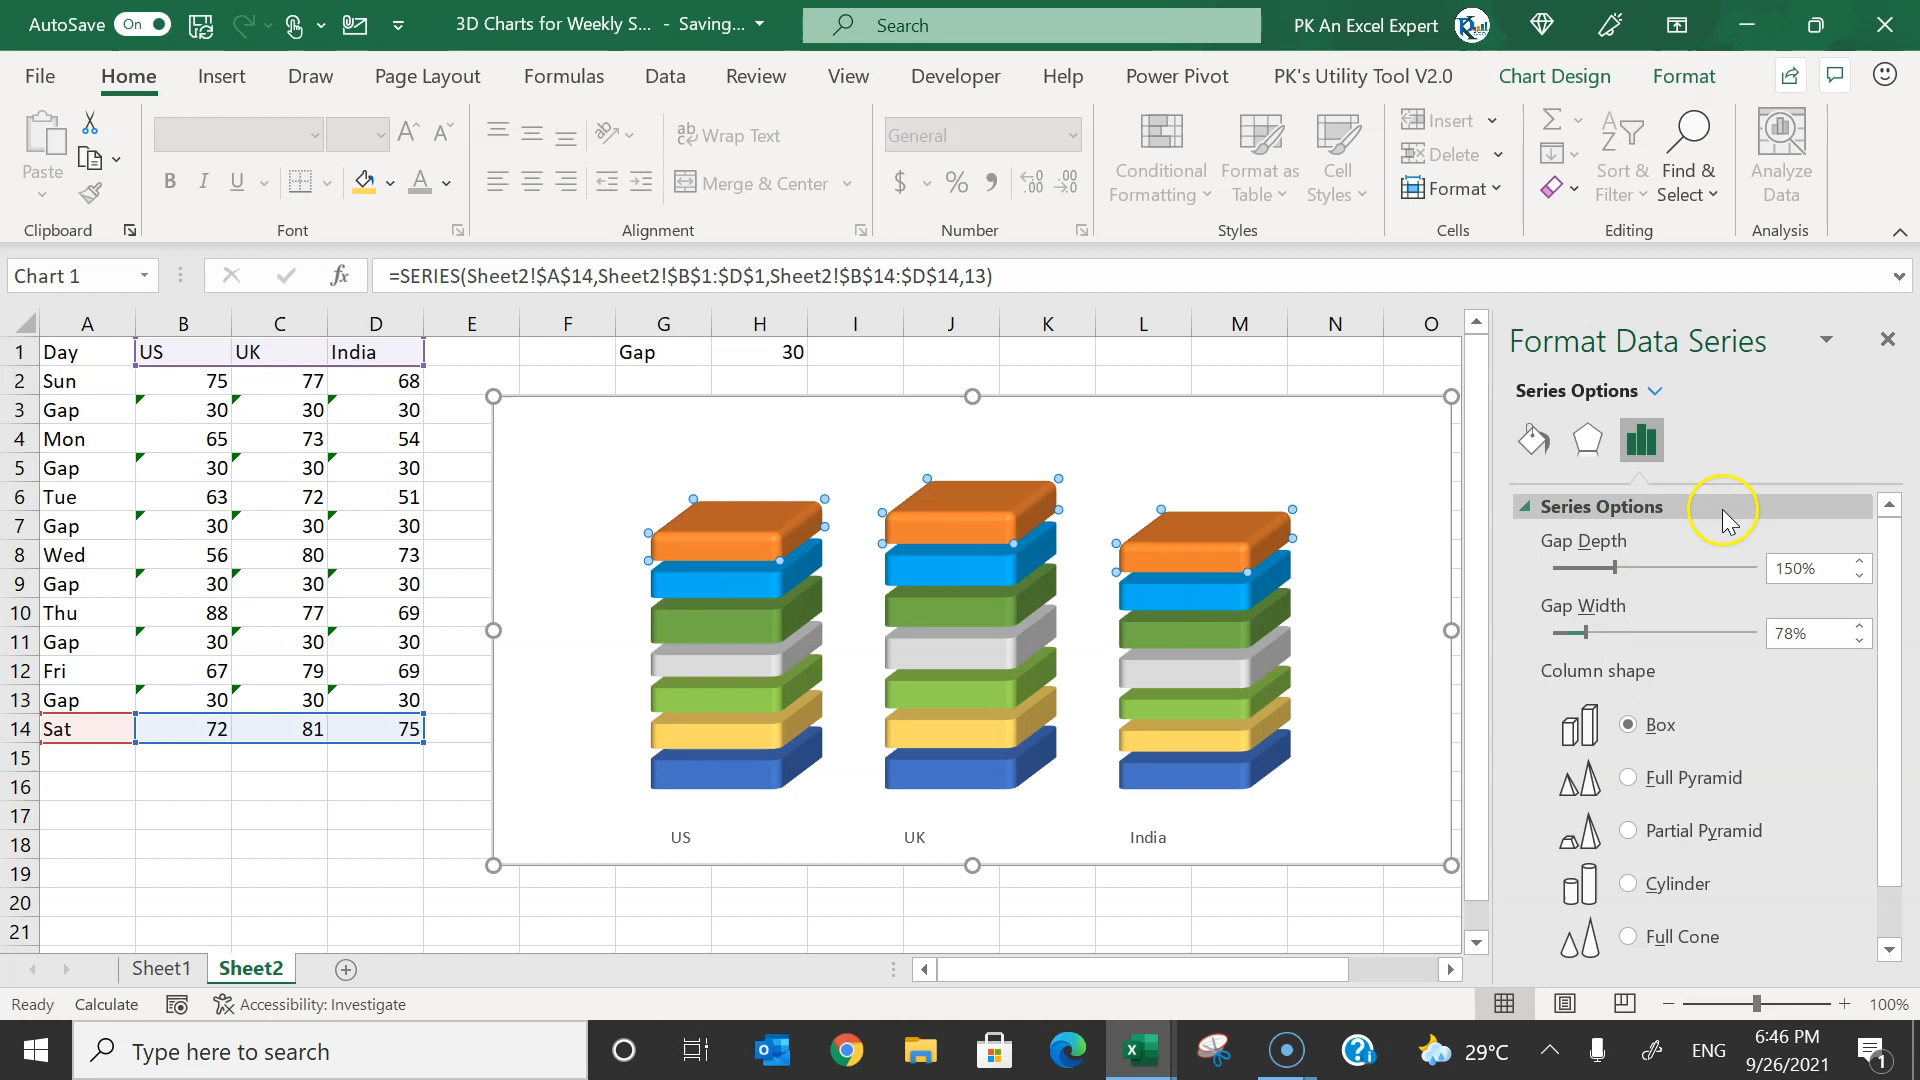 AutoSave On 3D Charts for Weekly S... - Saving... Search PK An Excel Expert
File Home Insert Draw Page Layout Formulas Data Review View Developer Help Power Pivot PK's Utility Tool V2.0 Chart Design Format
Paste
Wrap Text
General
Merge & Center
Conditional Formatting
Format as Table
Cell Styles
Insert
Delete
Format
Sort & Filter
Find & Select
Analyze Data
Clipboard Font Alignment Number Styles Cells Editing Analysis
Chart 1 fx =SERIES(Sheet2!$A$14,Sheet2!$B$1:$D$1,Sheet2!$B$14:$D$14,13)
A B C D E F G H I J K L M N O
1 Day US UK India Gap 30
2 Sun 75 77 68
3 Gap 30 30 30
4 Mon 65 73 54
5 Gap 30 30 30
6 Tue 63 72 51
7 Gap 30 30 30
8 Wed 56 80 73
9 Gap 30 30 30
10 Thu 88 77 69
11 Gap 30 30 30
12 Fri 67 79 69
13 Gap 30 30 30
14 Sat 72 81 75
15
16
17
18
19
20
21
US UK India
Format Data Series
Series Options
Series Options
Gap Depth
150%
Gap Width
78%
Column shape
Box
Full Pyramid
Partial Pyramid
Cylinder
Full Cone
Sheet1 Sheet2
Ready Calculate Accessibility: Investigate 100%
Type here to search 29°C ENG 6:46 PM
9/26/2021 1